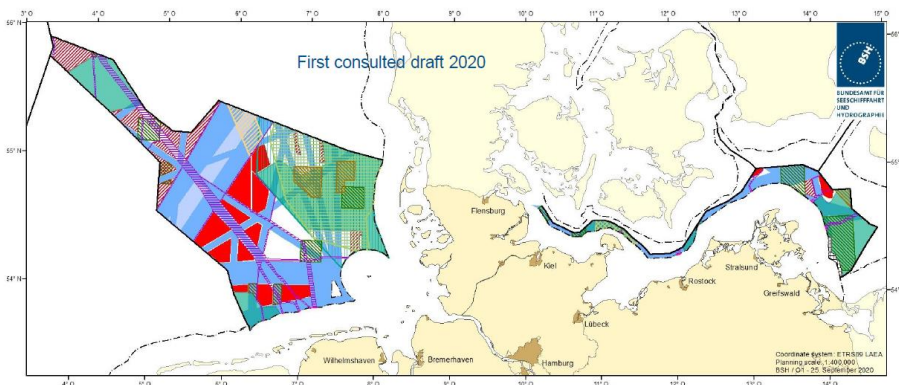 3° O 4° O 5° O 6° O 7° O 8° O 9° O 10° O 11° O 12° O 13° O 14° O 15° O
First consulted draft 2020
BSH
BUNDESAMT FÜR
SEESCHIFFFAHRT
UND
HYDROGRAPHIE
55° N
Flensburg
Kiel
Stralsund
Rostock
Greifswald
54° N
Lübeck
Wilhelmshaven
Bremerhaven
Hamburg
Coordinate system: ETRS89 LAEA
Planning scale, 1:400.000
BSH / O1 - 25. September 2020